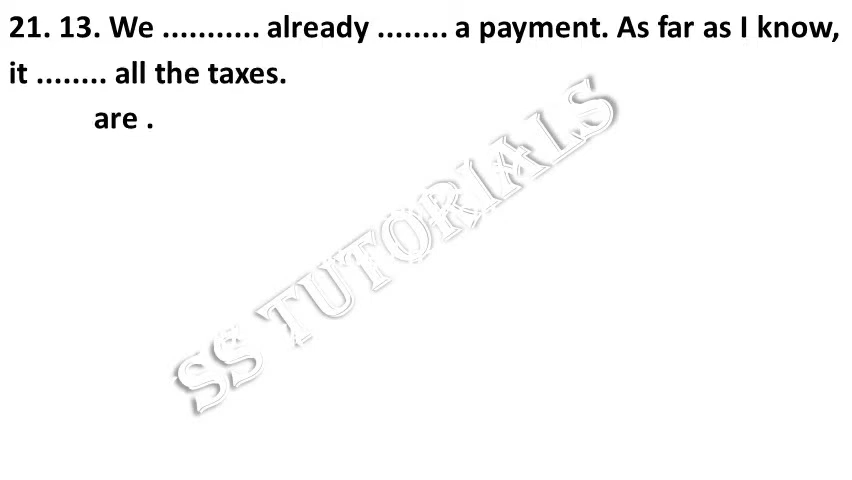 21. 13. We ........... already ........ a payment. As far as I know,
it ........ all the taxes.
are .
SS TUTORIALS